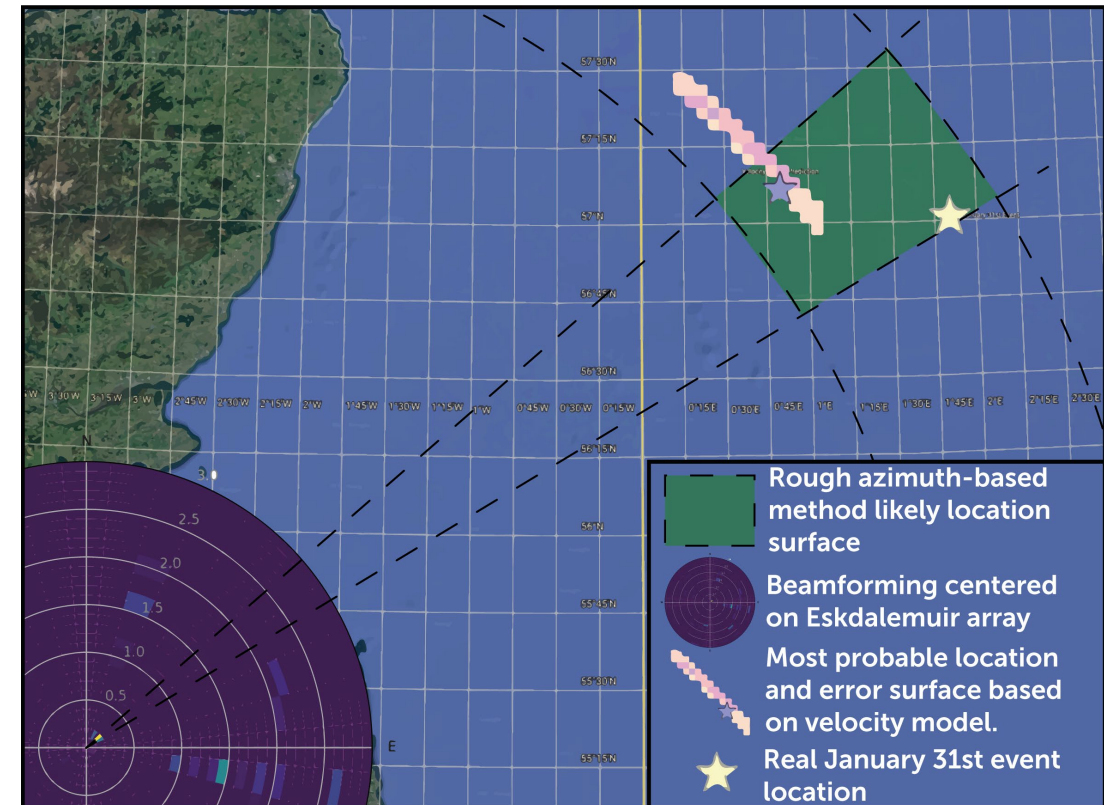 57°30'N
57°15'N
57°N
56°45'N
56°30'N
3°30'W 3°15'W 3°W 2°45'W 2°30'W 2°15'W 2°W 1°45'W 1°30'W 1°15'W 1°W 0°45'W 0°30'W 0°15'W 0°15'E 0°30'E 0°45'E 1°E 1°15'E 1°30'E 1°45'E 2°E 2°15'E 2°30'E
56°15'N
56°N
55°45'N
55°30'N
55°15'N
N
3.0
2.5
2.0
1.5
1.0
0.5
E
Rough azimuth-based
method likely location
surface
Beamforming centered
on Eskdalemuir array
Most probable location
and error surface based
on velocity model.
Real January 31st event
location